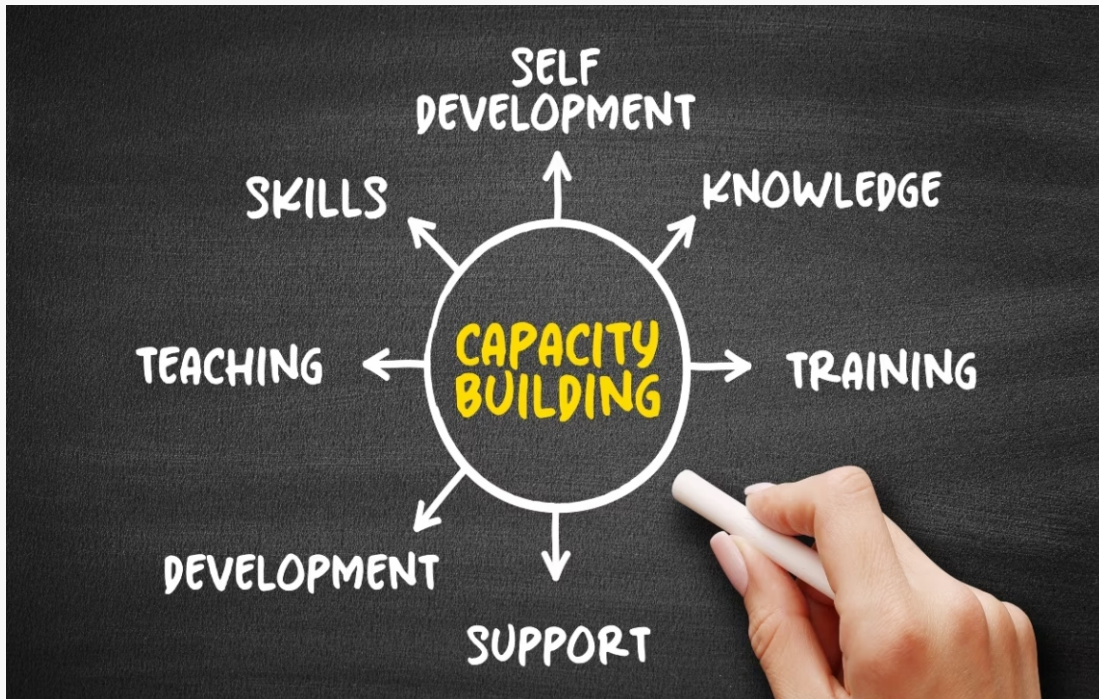 SELF
DEVELOPMENT
SKILLS
KNOWLEDGE
CAPACITY
BUILDING
TEACHING
TRAINING
DEVELOPMENT
SUPPORT